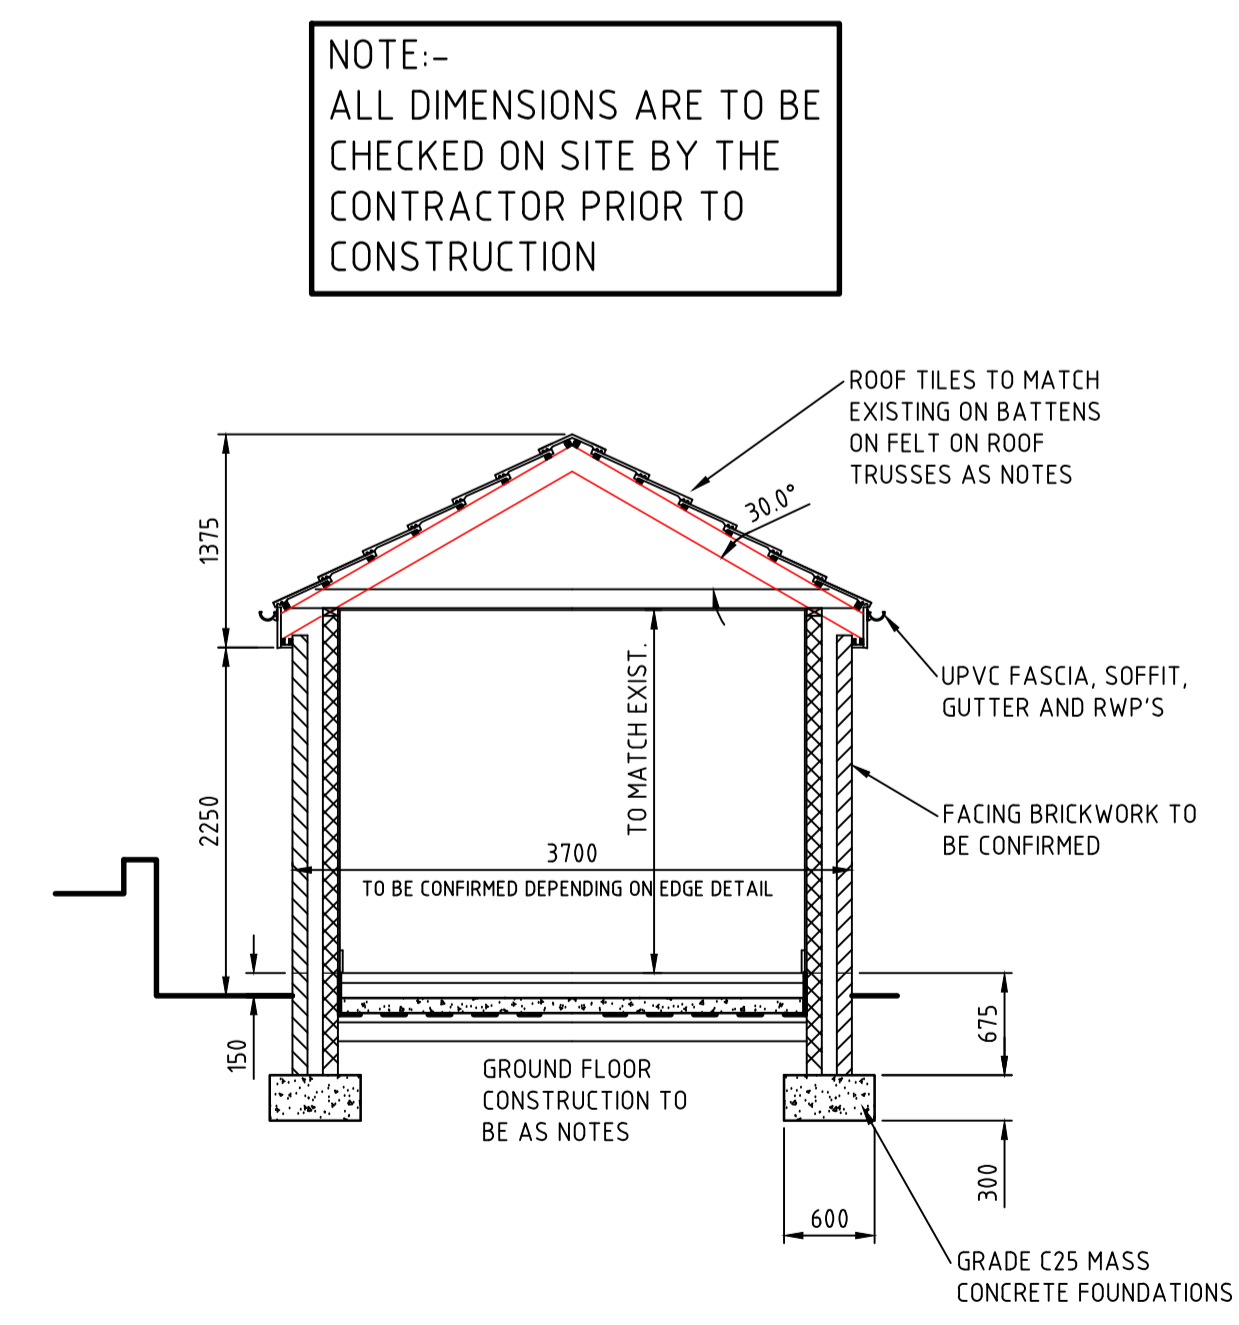 NOTE:-
ALL DIMENSIONS ARE TO BE
CHECKED ON SITE BY THE
CONTRACTOR PRIOR TO
CONSTRUCTION
ROOF TILES TO MATCH
EXISTING ON BATTENS
ON FELT ON ROOF
TRUSSES AS NOTES
30.0°
1375
UPVC FASCIA, SOFFIT,
GUTTER AND RWP'S
TO MATCH EXIST.
2250
FACING BRICKWORK TO
BE CONFIRMED
3700
TO BE CONFIRMED DEPENDING ON EDGE DETAIL
675
150
GROUND FLOOR
CONSTRUCTION TO
BE AS NOTES
300
600
GRADE C25 MASS
CONCRETE FOUNDATIONS